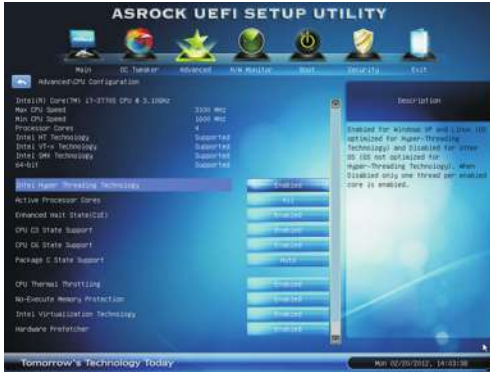 ASROCK UEFI SETUP UTILITY
Main OC Tweaker Advanced H/W Monitor Boot Security Exit
Advanced\CPU Configuration
Intel(R) Core(TM) i7-3770S CPU @ 3.10GHz
Max CPU Speed 3100 MHz
Min CPU Speed 1600 MHz
Processor Cores 4
Intel HT Technology Supported
Intel VT-x Technology Supported
Intel SMX Technology Supported
64-bit Supported
Intel Hyper Threading Technology Enabled
Active Processor Cores All
Enhanced Halt State(C1E) Enabled
CPU C3 State Support Enabled
CPU C6 State Support Enabled
Package C State Support Auto
CPU Thermal Throttling Enabled
No-Execute Memory Protection Enabled
Intel Virtualization Technology Enabled
Hardware Prefetcher Enabled
Description
Enabled for Windows XP and Linux (OS
optimized for Hyper-Threading
Technology) and Disabled for other
OS (OS not optimized for
Hyper-Threading Technology). When
Disabled only one thread per enabled
core is enabled.
Tomorrow's Technology Today
Mon 02/20/2012, 14:03:38